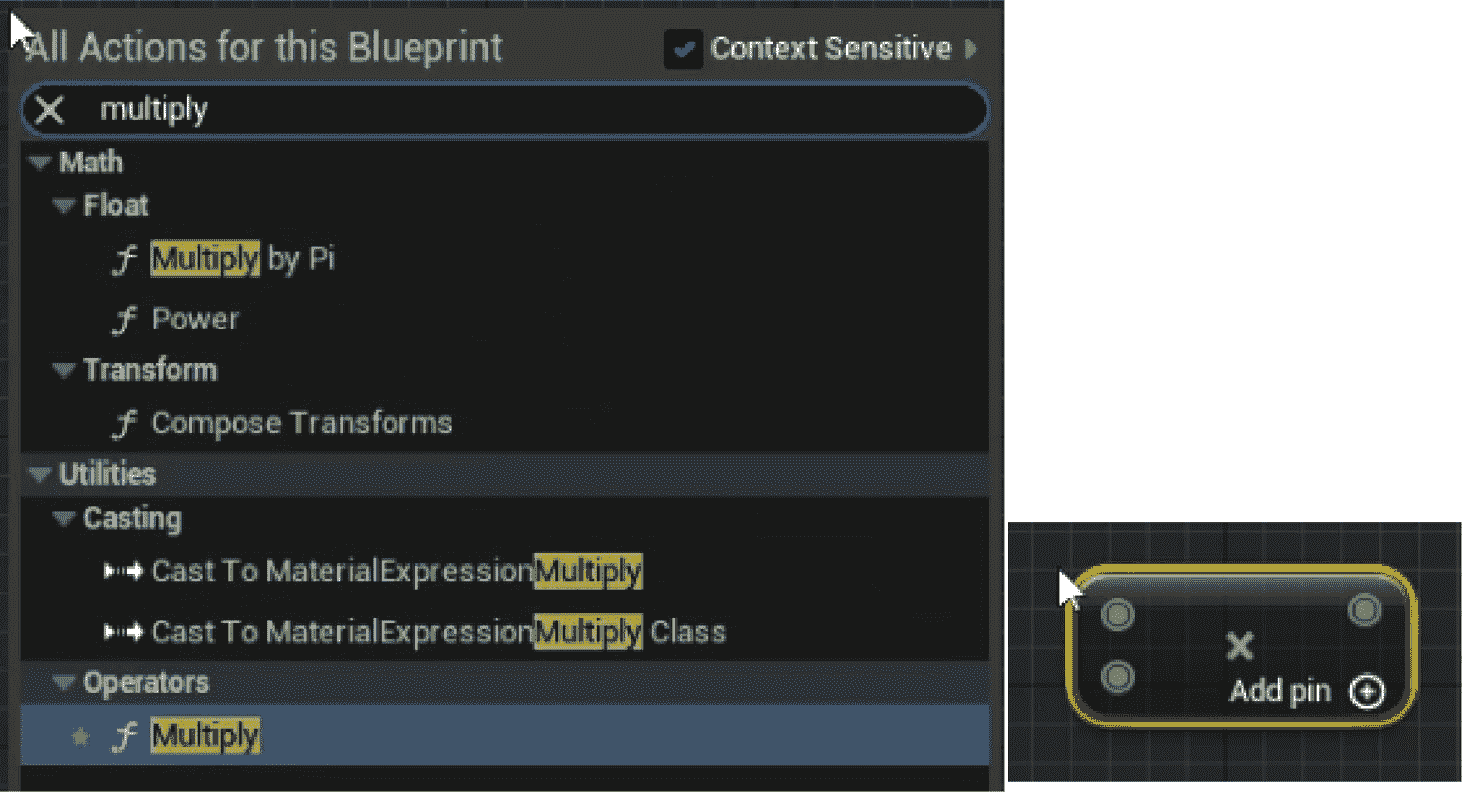 All Actions for this Blueprint
Context Sensitive
multiply
Math
Float
Multiply by Pi
Power
Transform
Compose Transforms
Utilities
Casting
Cast To MaterialExpressionMultiply
Cast To MaterialExpressionMultiply Class
Operators
Multiply
Add pin